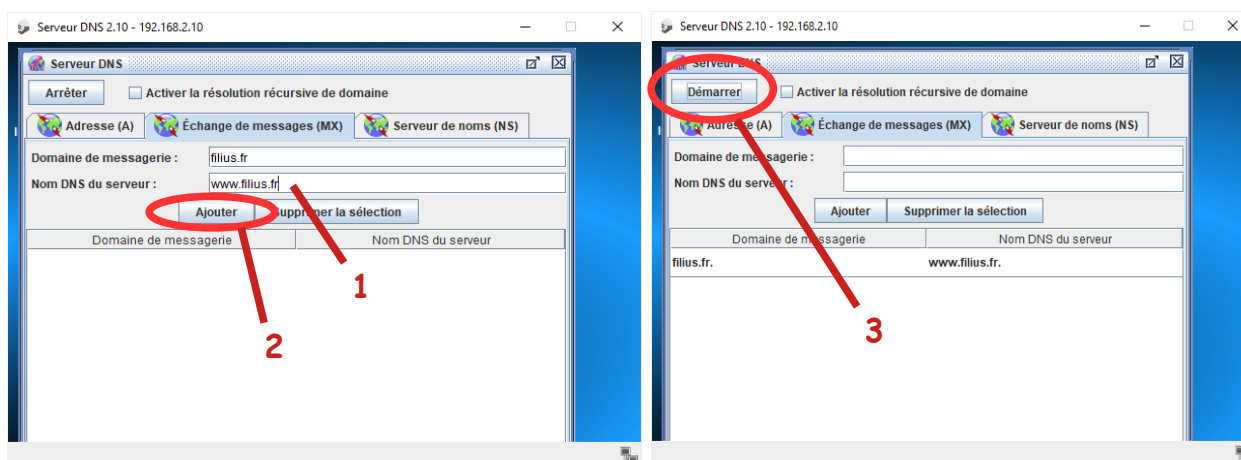 Serveur DNS 2.10 - 192.168.2.10
Serveur DNS
Arrêter Activer la résolution récursive de domaine
Adresse (A) Échange de messages (MX) Serveur de noms (NS)
Domaine de messagerie : filius.fr
Nom DNS du serveur : www.filius.fr
Ajouter Supprimer la sélection
Domaine de messagerie Nom DNS du serveur
1
2
Serveur DNS 2.10 - 192.168.2.10
Serveur DNS
Démarrer Activer la résolution récursive de domaine
Adresse (A) Échange de messages (MX) Serveur de noms (NS)
Domaine de messagerie :
Nom DNS du serveur :
Ajouter Supprimer la sélection
Domaine de messagerie Nom DNS du serveur
filius.fr. www.filius.fr.
3